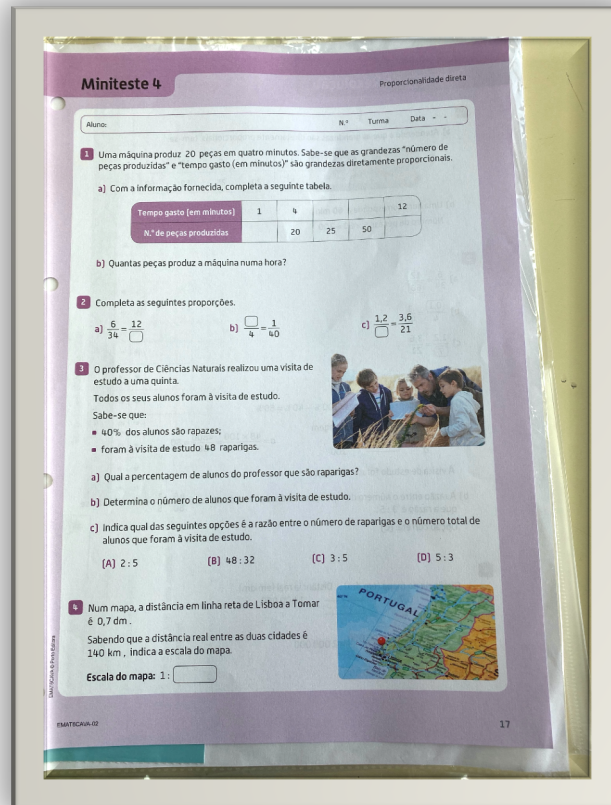 Miniteste 4
Proporcionalidade direta
Aluno:
N.º Turma Data - -
1 Uma máquina produz 20 peças em quatro minutos. Sabe-se que as grandezas "número de
peças produzidas" e "tempo gasto (em minutos)" são grandezas diretamente proporcionais.
a) Com a informação fornecida, completa a seguinte tabela.
Tempo gasto (em minutos) 1 4 12
N.º de peças produzidas 20 25 50
b) Quantas peças produz a máquina numa hora?
2 Completa as seguintes proporções.
a) 6/34 = 12/□ b) □/4 = 1/40 c) 1,2/□ = 3,6/21
3 O professor de Ciências Naturais realizou uma visita de
estudo a uma quinta.
Todos os seus alunos foram à visita de estudo.
Sabe-se que:
40% dos alunos são rapazes;
foram à visita de estudo 48 raparigas.
a) Qual a percentagem de alunos do professor que são raparigas?
b) Determina o número de alunos que foram à visita de estudo.
c) Indica qual das seguintes opções é a razão entre o número de raparigas e o número total de
alunos que foram à visita de estudo.
(A) 2 : 5 (B) 48 : 32 (C) 3 : 5 (D) 5 : 3
4 Num mapa, a distância em linha reta de Lisboa a Tomar
é 0,7 dm .
Sabendo que a distância real entre as duas cidades é
140 km , indica a escala do mapa.
Escala do mapa: 1 :
PORTUGAL
EMAT8CAVA-02
17